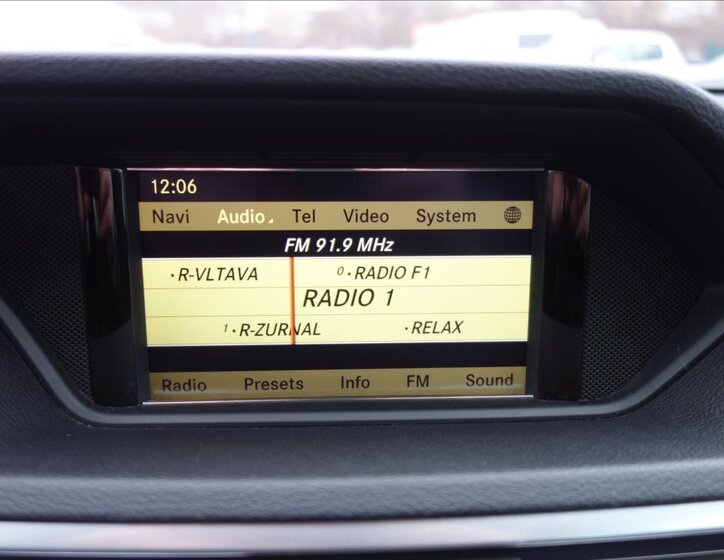 12:06
Navi Audio Tel Video System
FM 91.9 MHz
·R-VLTAVA 0·RADIO F1
RADIO 1
1·R-ZURNAL ·RELAX
Radio Presets Info FM Sound